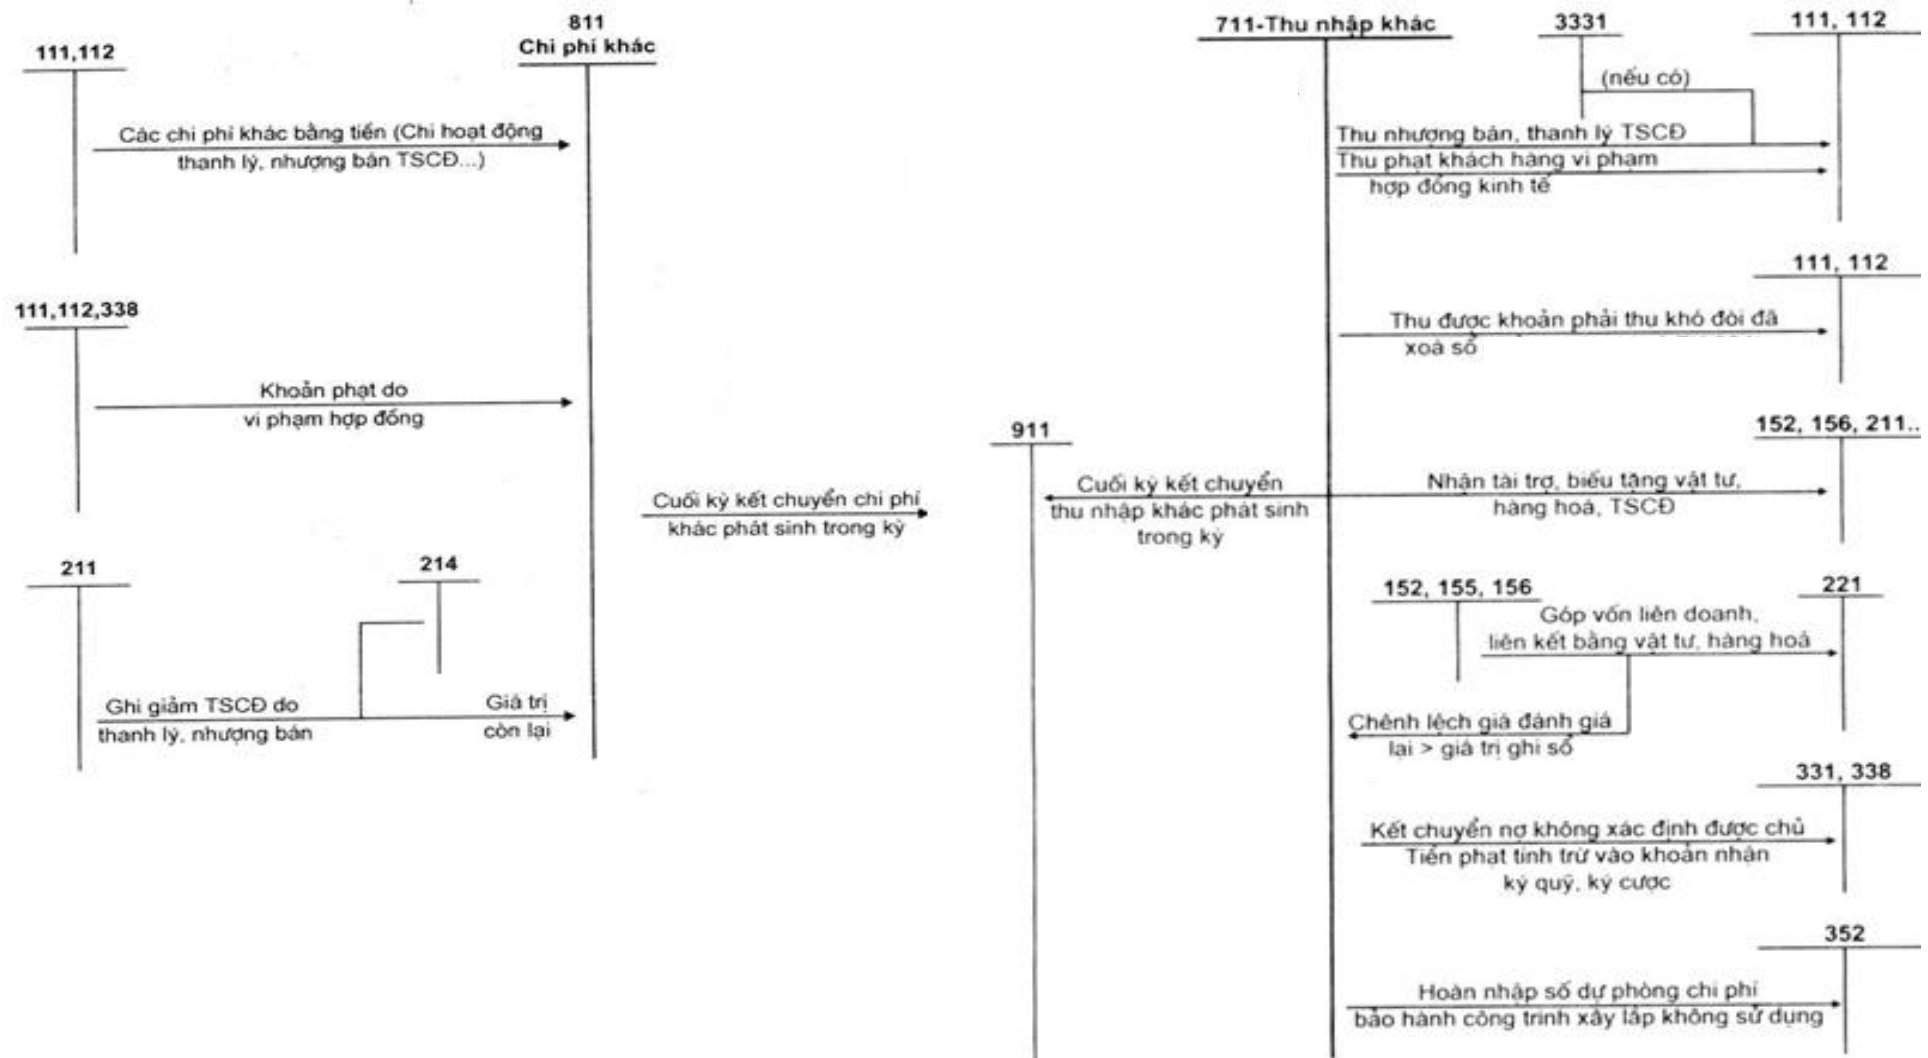 811
Chi phí khác
111,112
Các chi phí khác bằng tiền (Chi hoạt động
thanh lý, nhượng bán TSCĐ...)
111,112,338
Khoản phạt do
vi phạm hợp đồng
211
214
Ghi giảm TSCĐ do
thanh lý, nhượng bán
Giá trị
còn lại
Cuối kỳ kết chuyển chi phí
khác phát sinh trong kỳ
911
Cuối kỳ kết chuyển
thu nhập khác phát sinh
trong kỳ
711-Thu nhập khác
3331
111, 112
(nếu có)
Thu nhượng bán, thanh lý TSCĐ
Thu phạt khách hàng vi phạm
hợp đồng kinh tế
111, 112
Thu được khoản phải thu khó đòi đã
xoá sổ
152, 156, 211..
Nhận tài trợ, biếu tặng vật tư,
hàng hoá, TSCĐ
152, 155, 156
221
Góp vốn liên doanh,
liên kết bằng vật tư, hàng hoá
Chênh lệch giá đánh giá
lại > giá trị ghi sổ
331, 338
Kết chuyển nợ không xác định được chủ
Tiền phạt tính trừ vào khoản nhận
ký quỹ, ký cược
352
Hoàn nhập số dự phòng chi phí
bảo hành công trình xây lắp không sử dụng